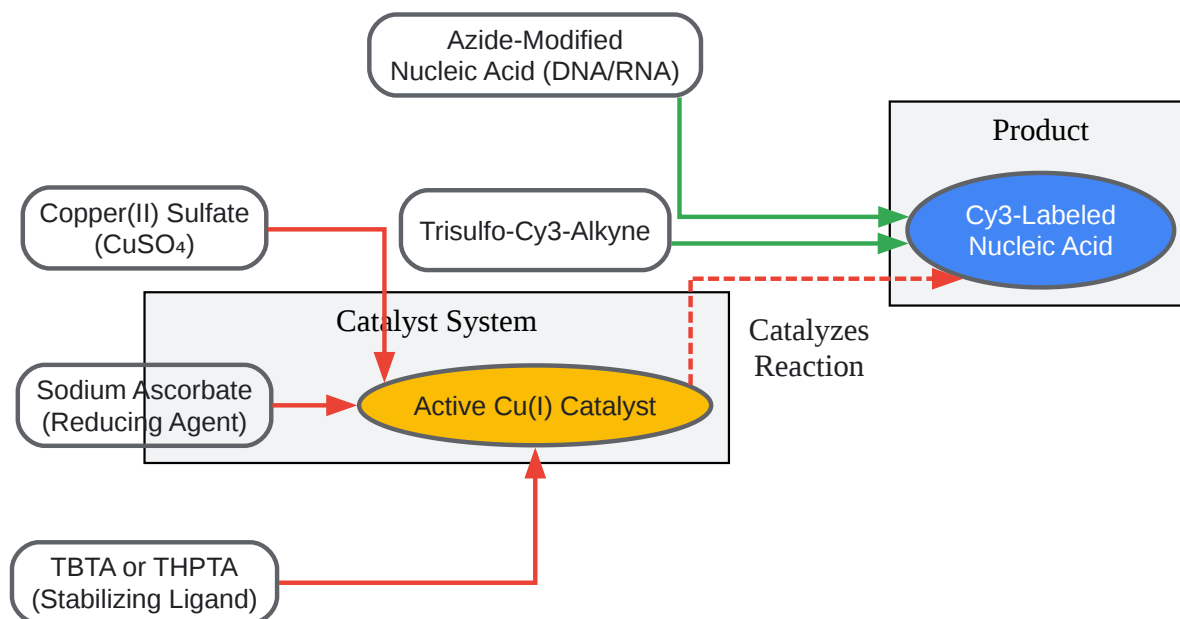 Azide-Modified
Nucleic Acid (DNA/RNA)
Product
Copper(II) Sulfate
(CuSO₄)
Trisulfo-Cy3-Alkyne
Cy3-Labeled
Nucleic Acid
Catalyst System
Catalyzes
Reaction
Sodium Ascorbate
(Reducing Agent)
Active Cu(I) Catalyst
TBTA or THPTA
(Stabilizing Ligand)